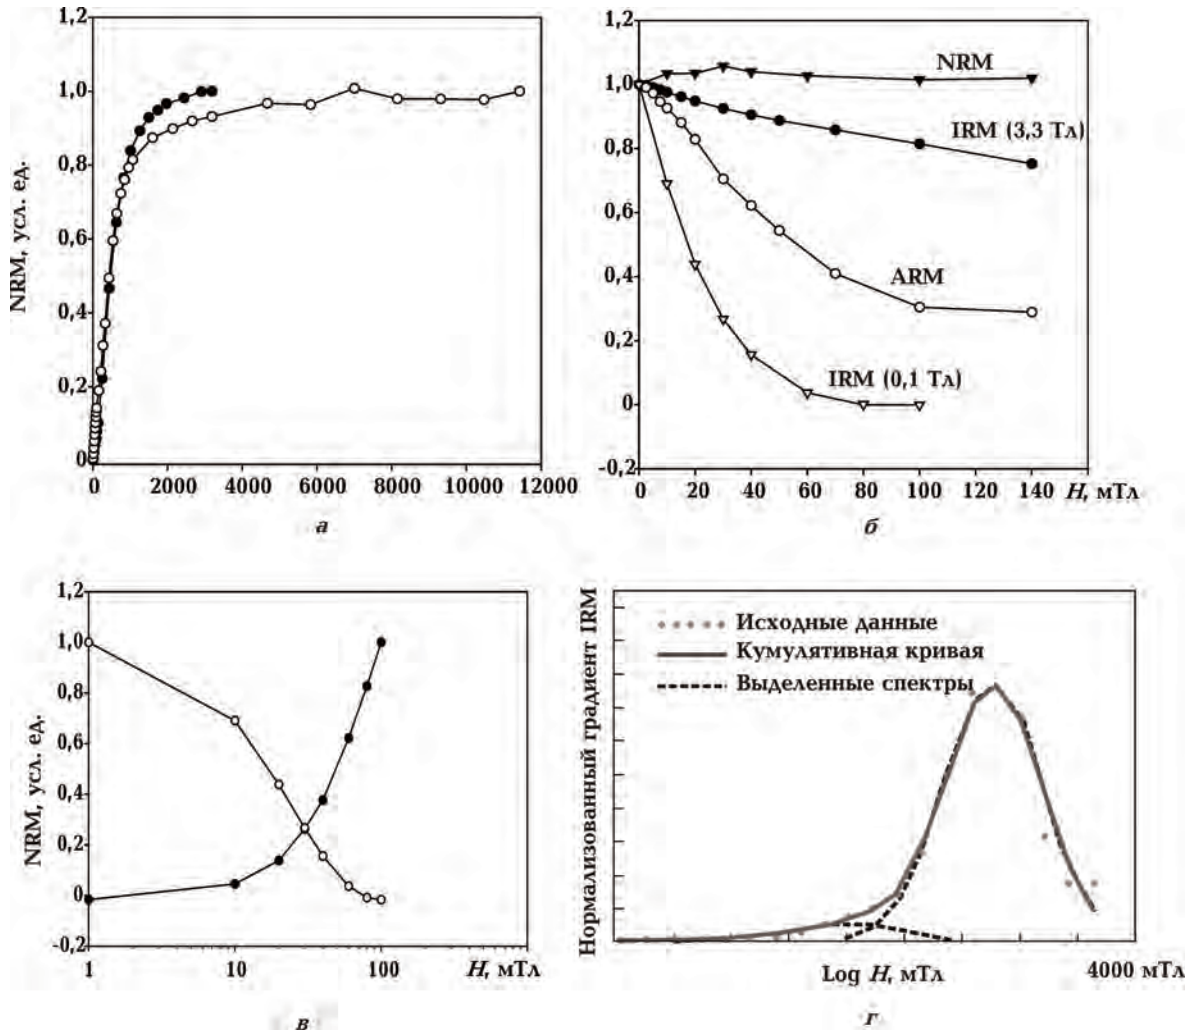 1,2
1,0
0,8
0,6
0,4
0,2
0
NRM, усл. ед.
0 2000 4000 6000 8000 10000 12000
а
1,2
1,0
0,8
0,6
0,4
0,2
0
-0,2
NRM
IRM (3,3 Тл)
ARM
IRM (0,1 Тл)
0 20 40 60 80 100 120 140 H, мТл
б
1,2
1,0
0,8
0,6
0,4
0,2
0
-0,2
NRM, усл. ед.
1 10 100 H, мТл
в
Нормализованный градиент IRM
Исходные данные
Кумулятивная кривая
Выделенные спектры
Log H, мТл 4000 мТл
г